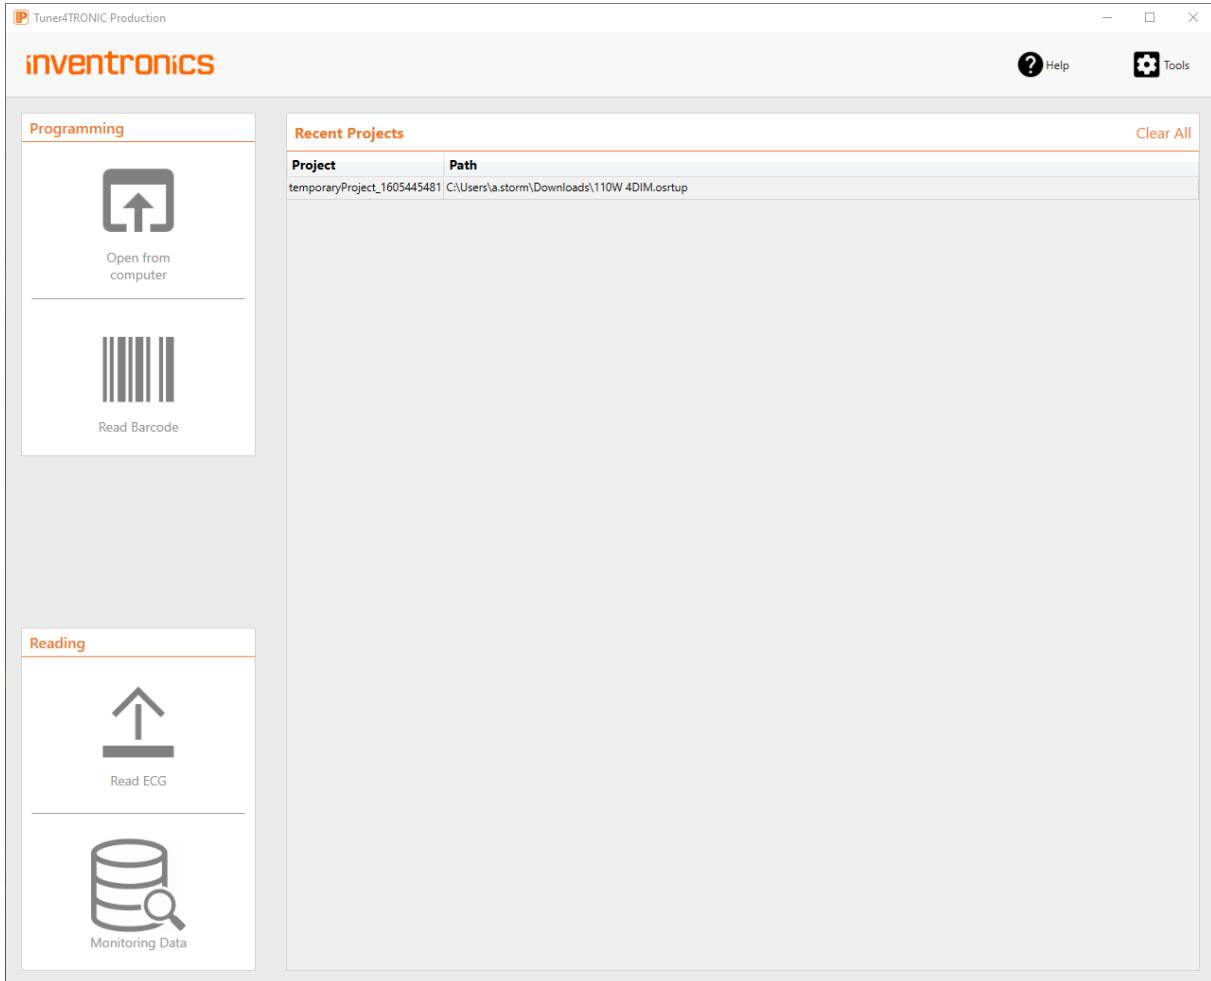 Tuner4TRONIC Production
inventronics
Help
Tools
Programming
Open from
computer
Read Barcode
Recent Projects
Clear All
Project Path
temporaryProject_1605445481 C:\Users\a.storm\Downloads\110W 4DIM.osrtup
Reading
Read ECG
Monitoring Data